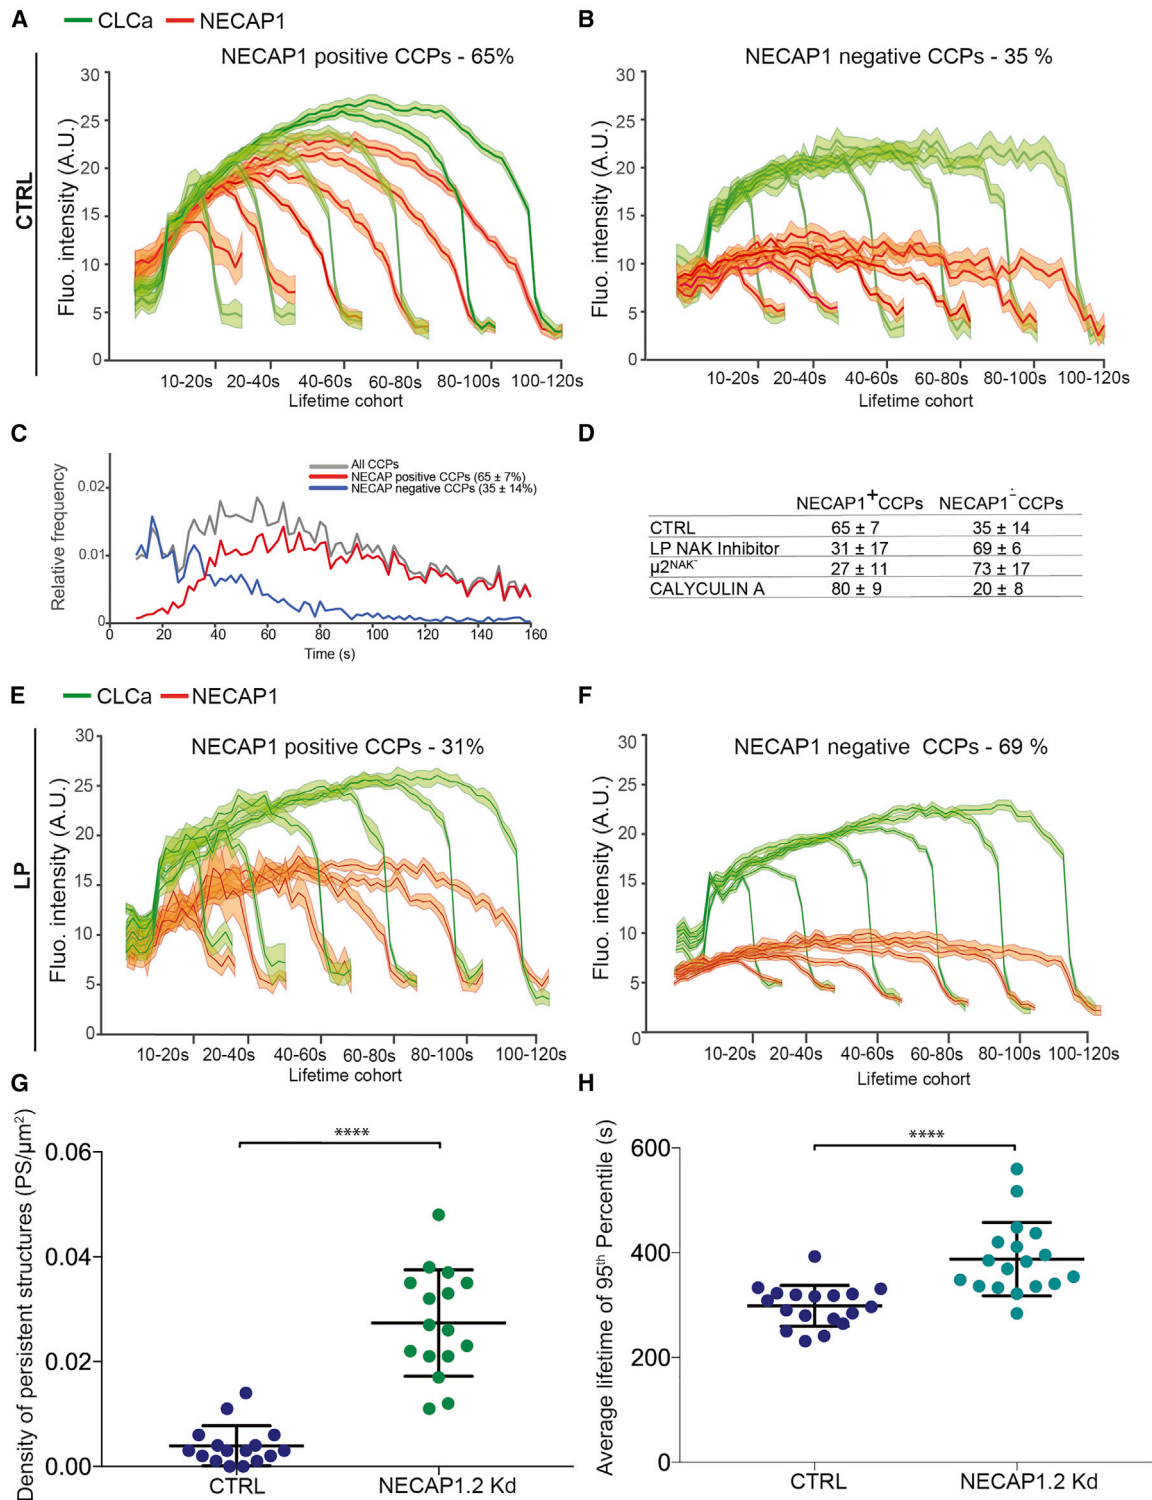 A
CLCa
NECAP1
CTRL
NECAP1 positive CCPs - 65%
Fluo. intensity (A.U.)
30
25
20
15
10
5
0
10-20s 20-40s 40-60s 60-80s 80-100s 100-120s
Lifetime cohort
B
NECAP1 negative CCPs - 35 %
Fluo. intensity (A.U.)
30
25
20
15
10
5
0
10-20s 20-40s 40-60s 60-80s 80-100s 100-120s
Lifetime cohort
C
Relative frequency
0.02
0.01
0
All CCPs
NECAP positive CCPs (65 ± 7%)
NECAP negative CCPs (35 ± 14%)
0 20 40 60 80 100 120 140 160
Time (s)
D
NECAP1+CCPs NECAP1-CCPs
CTRL 65 ± 7 35 ± 14
LP NAK Inhibitor 31 ± 17 69 ± 6
µ2NAK- 27 ± 11 73 ± 17
CALYCULIN A 80 ± 9 20 ± 8
E
CLCa
NECAP1
LP
NECAP1 positive CCPs - 31%
Fluo. intensity (A.U.)
30
25
20
15
10
5
0
10-20s 20-40s 40-60s 60-80s 80-100s 100-120s
Lifetime cohort
F
NECAP1 negative CCPs - 69 %
Fluo. intensity (A.U.)
30
25
20
15
10
5
0
10-20s 20-40s 40-60s 60-80s 80-100s 100-120s
Lifetime cohort
G
Density of persistent structures (PS/µm²)
0.06
0.04
0.02
0.00
****
CTRL NECAP1.2 Kd
H
Average lifetime of 95th Percentile (s)
600
400
200
0
****
CTRL NECAP1.2 Kd